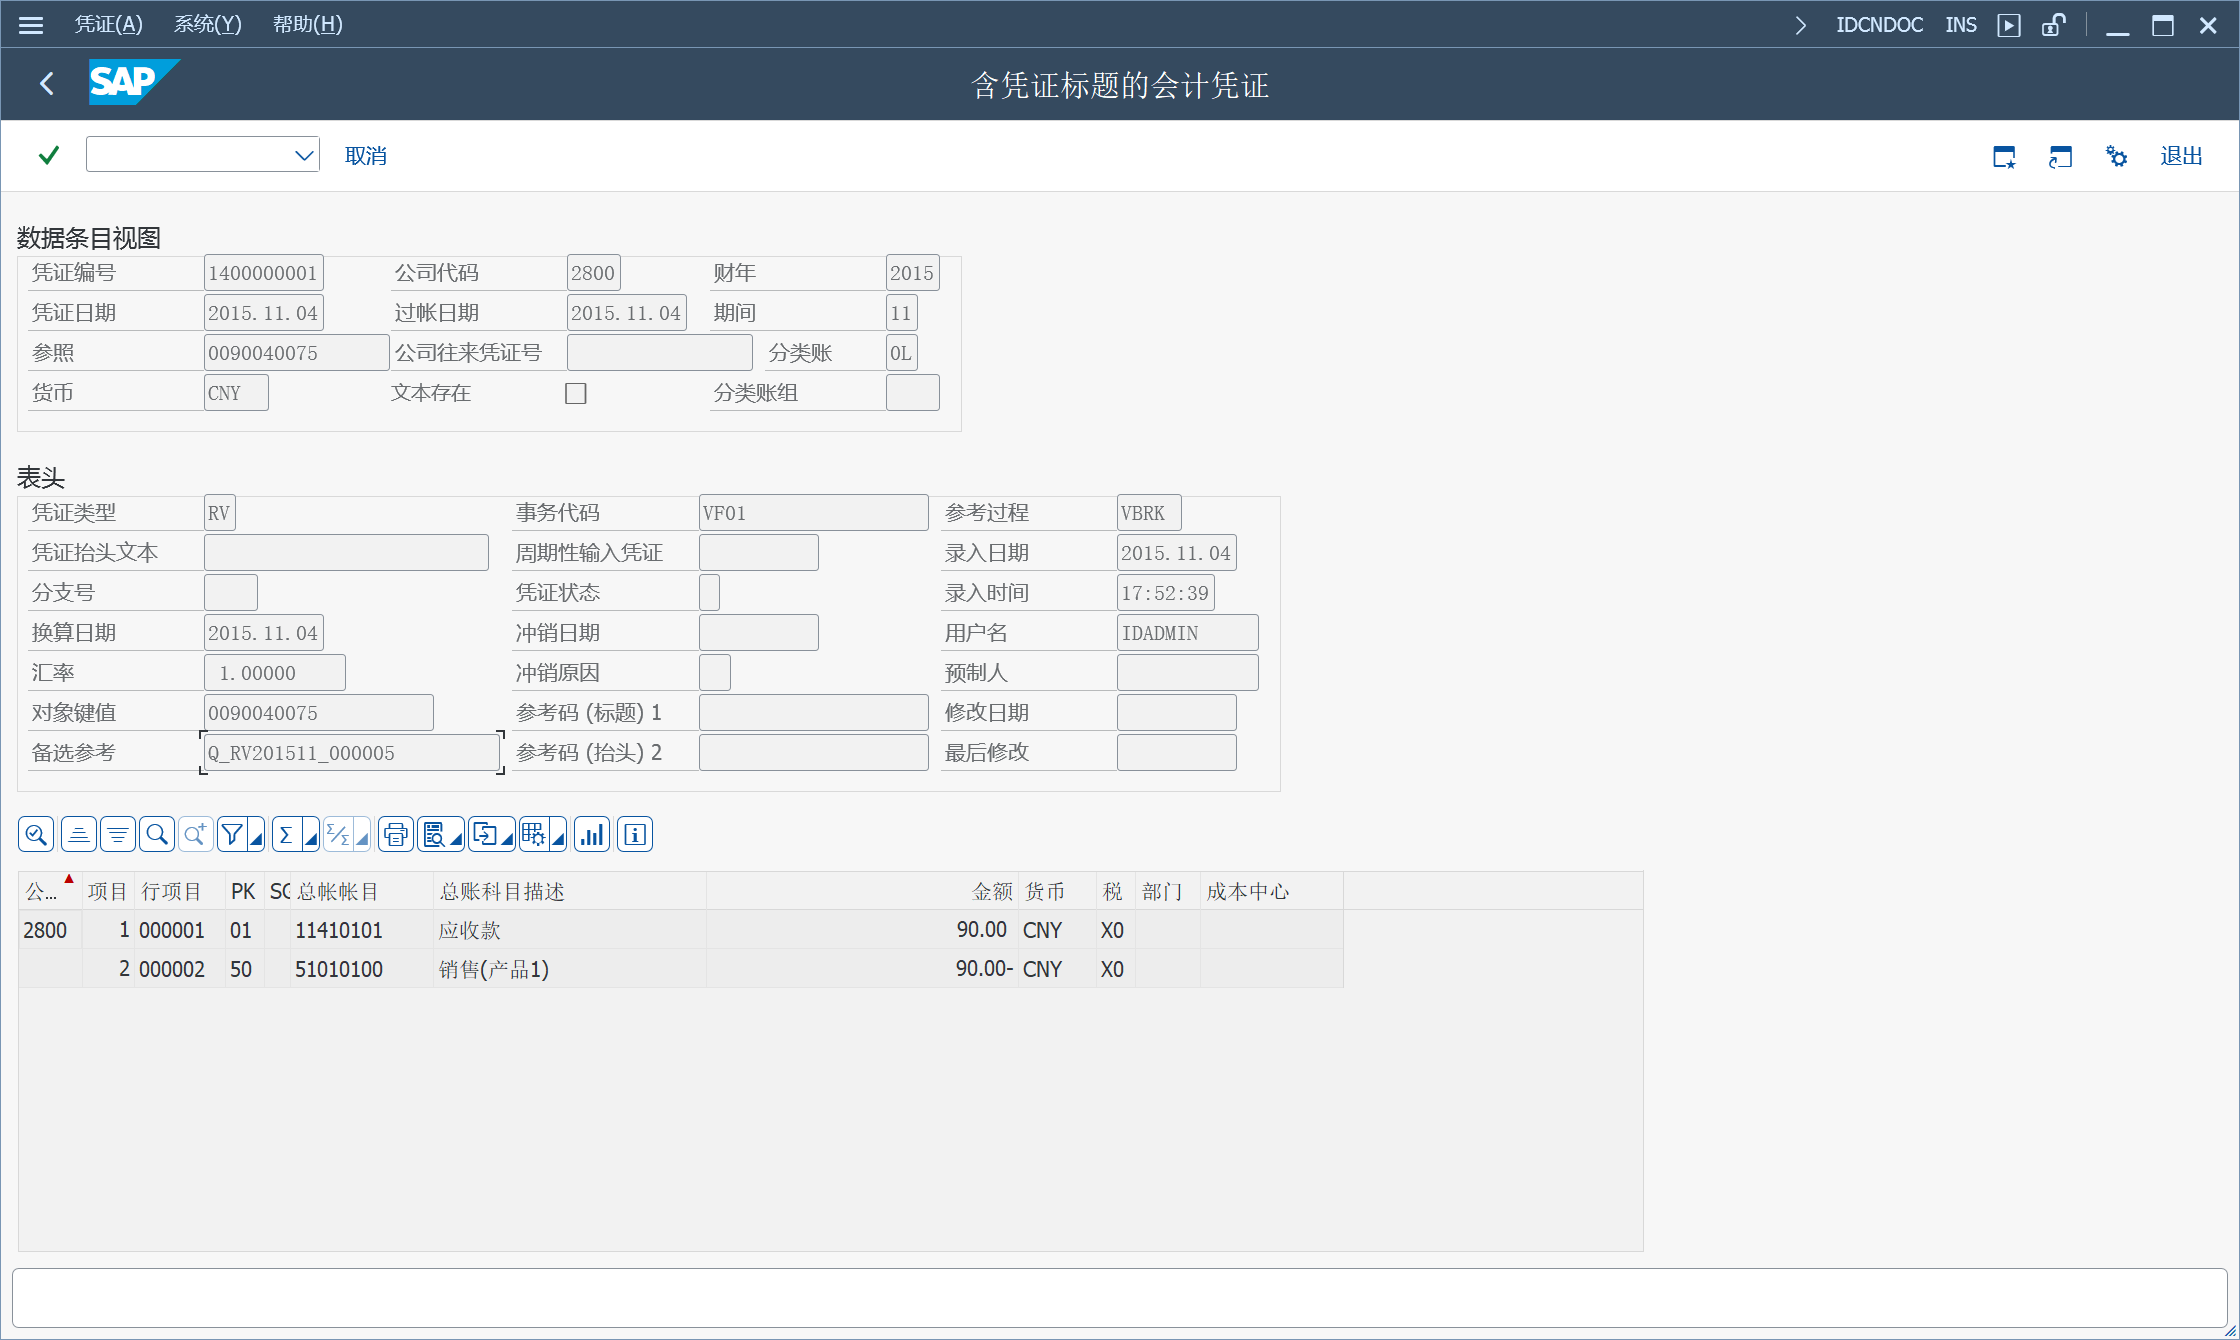 凭证(A) 系统(Y) 帮助(H) IDCNDOC INS
SAP 含凭证标题的会计凭证
取消 退出
数据条目视图
凭证编号 1400000001 公司代码 2800 财年 2015
凭证日期 2015.11.04 过帐日期 2015.11.04 期间 11
参照 0090040075 公司往来凭证号 分类账 0L
货币 CNY 文本存在 分类账组
表头
凭证类型 RV 事务代码 VF01 参考过程 VBRK
凭证抬头文本 周期性输入凭证 录入日期 2015.11.04
分支号 凭证状态 录入时间 17:52:39
换算日期 2015.11.04 冲销日期 用户名 IDADMIN
汇率 1.00000 冲销原因 预制人
对象键值 0090040075 参考码 (标题) 1 修改日期
备选参考 Q_RV201511_000005 参考码 (抬头) 2 最后修改
公... 项目 行项目 PK SG 总帐帐目 总账科目描述 金额 货币 税 部门 成本中心
2800 1 000001 01 11410101 应收款 90.00 CNY X0
2 000002 50 51010100 销售(产品1) 90.00- CNY X0